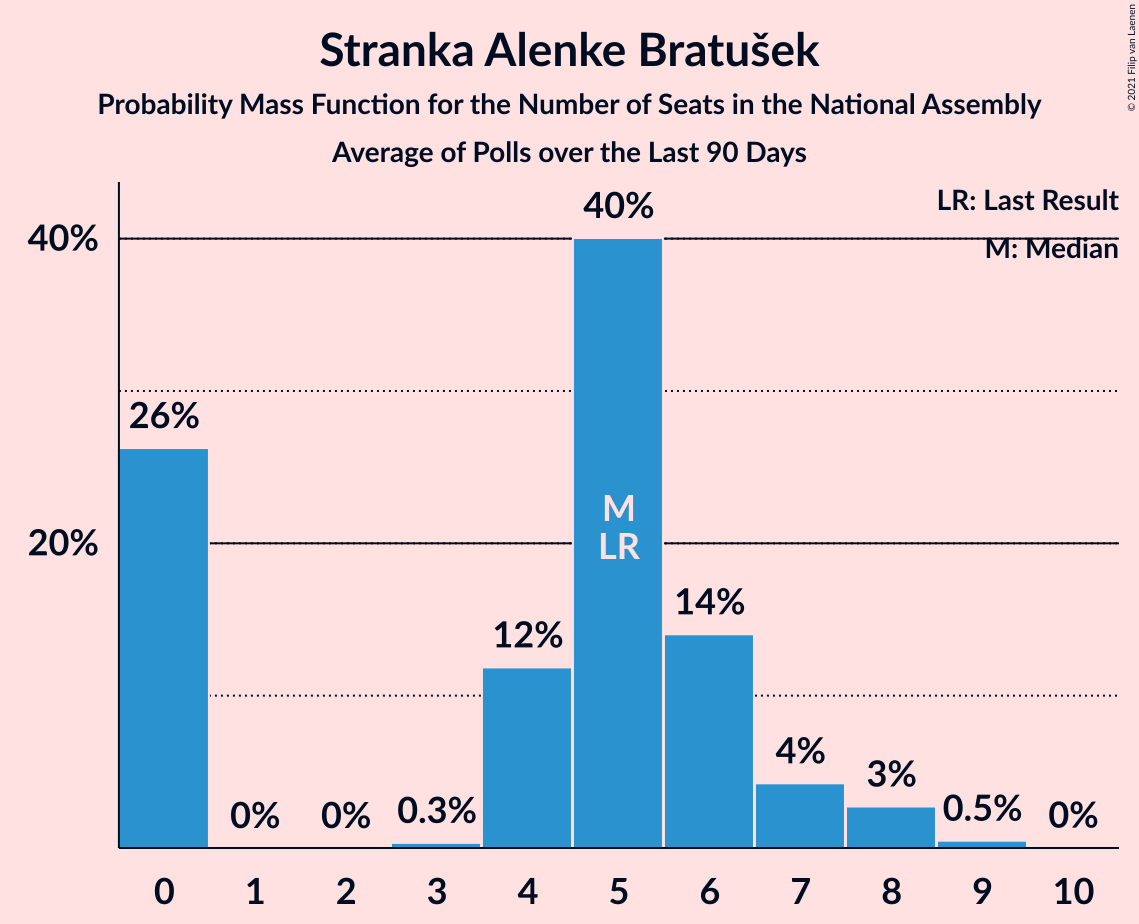 Stranka Alenke Bratušek
Probability Mass Function for the Number of Seats in the National Assembly
Average of Polls over the Last 90 Days
© 2021 Filip van Laenen
LR: Last Result
M: Median
40%
20%
26%
0%
0%
0.3%
12%
40%
M
LR
14%
4%
3%
0.5%
0%
0 1 2 3 4 5 6 7 8 9 10